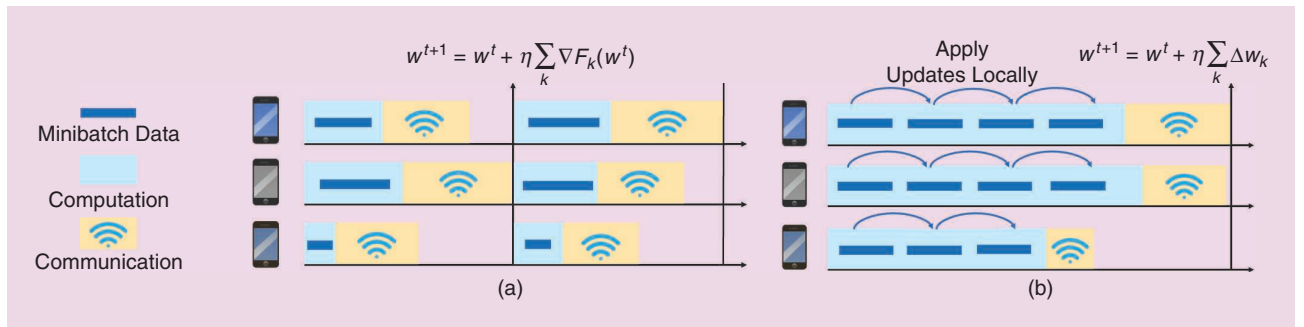 Minibatch Data
Computation
Communication
w^{t+1} = w^t + η∑_k ∇F_k(w^t)
(a)
Apply
Updates Locally
w^{t+1} = w^t + η∑_k Δw_k
(b)